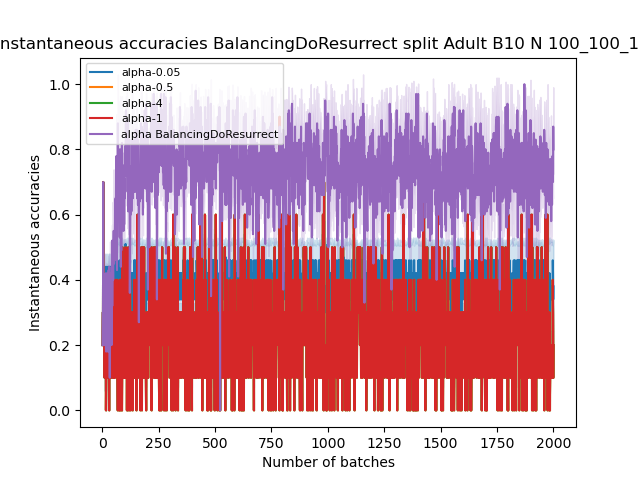 nstantaneous accuracies BalancingDoResurrect split Adult B10 N 100_100_1
alpha-0.05
alpha-0.5
alpha-4
alpha-1
alpha BalancingDoResurrect
1.0
0.8
0.6
0.4
0.2
0.0
Instantaneous accuracies
0 250 500 750 1000 1250 1500 1750 2000
Number of batches